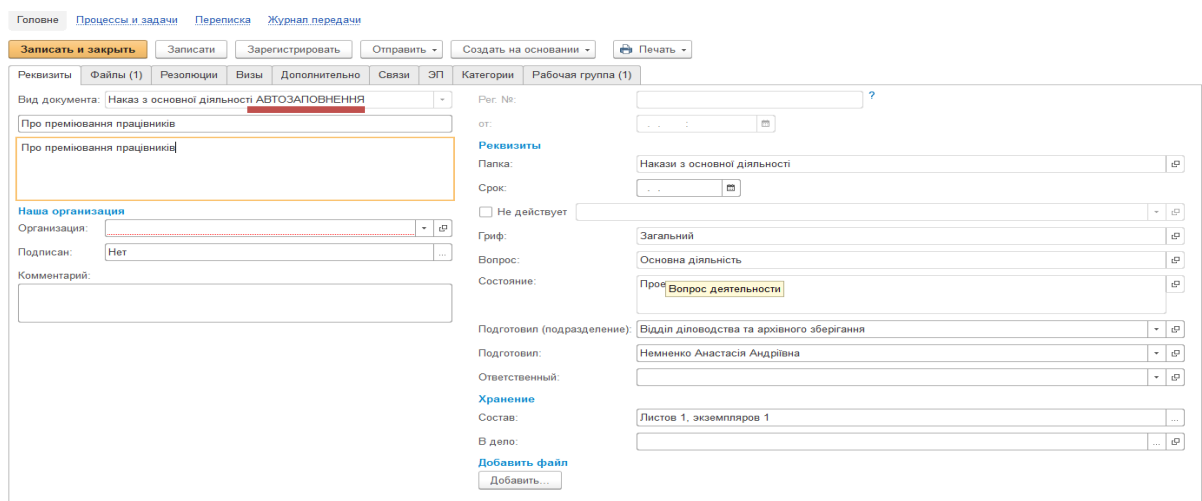 Головне Процессы и задачи Переписка Журнал передачи
Записать и закрыть Записати Зарегистрировать Отправить Создать на основании Печать
Реквизиты Файлы (1) Резолюции Визы Дополнительно Связи ЭП Категории Рабочая группа (1)
Вид документа: Наказ з основної діяльності АВТОЗАПОВНЕННЯ
Про преміювання працівників
Про преміювання працівників
Наша организация
Организация:
Подписан: Нет ...
Комментарий:
Рег. №: ?
от: . . :
Реквизиты
Папка: Накази з основної діяльності
Срок: . .
Не действует
Гриф: Загальний
Вопрос: Основна діяльність
Состояние: Прое
Вопрос деятельности
Подготовил (подразделение): Відділ діловодства та архівного зберігання
Подготовил: Немненко Анастасія Андріївна
Ответственный:
Хранение
Состав: Листов 1, экземпляров 1 ...
В дело: ...
Добавить файл
Добавить...